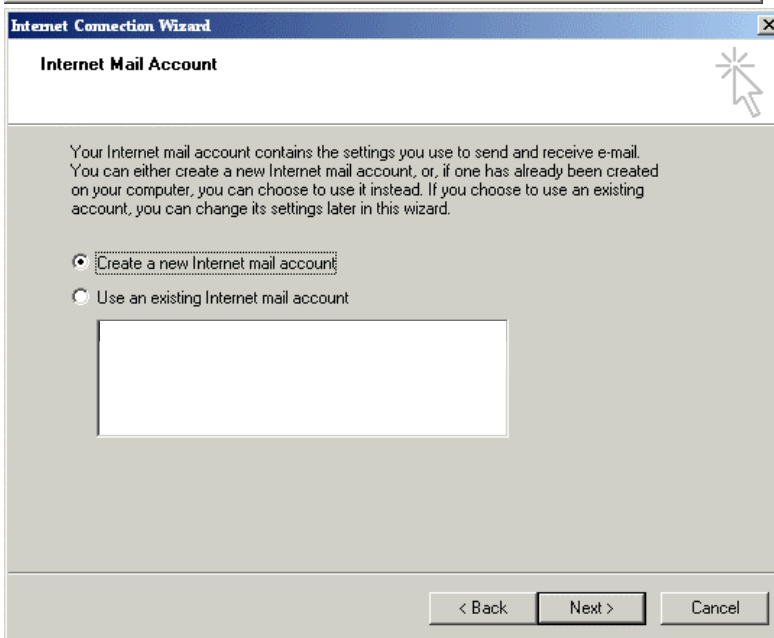 Internet Connection Wizard
Internet Mail Account
Your Internet mail account contains the settings you use to send and receive e-mail.
You can either create a new Internet mail account, or, if one has already been created
on your computer, you can choose to use it instead. If you choose to use an existing
account, you can change its settings later in this wizard.
Create a new Internet mail account
Use an existing Internet mail account
< Back Next > Cancel